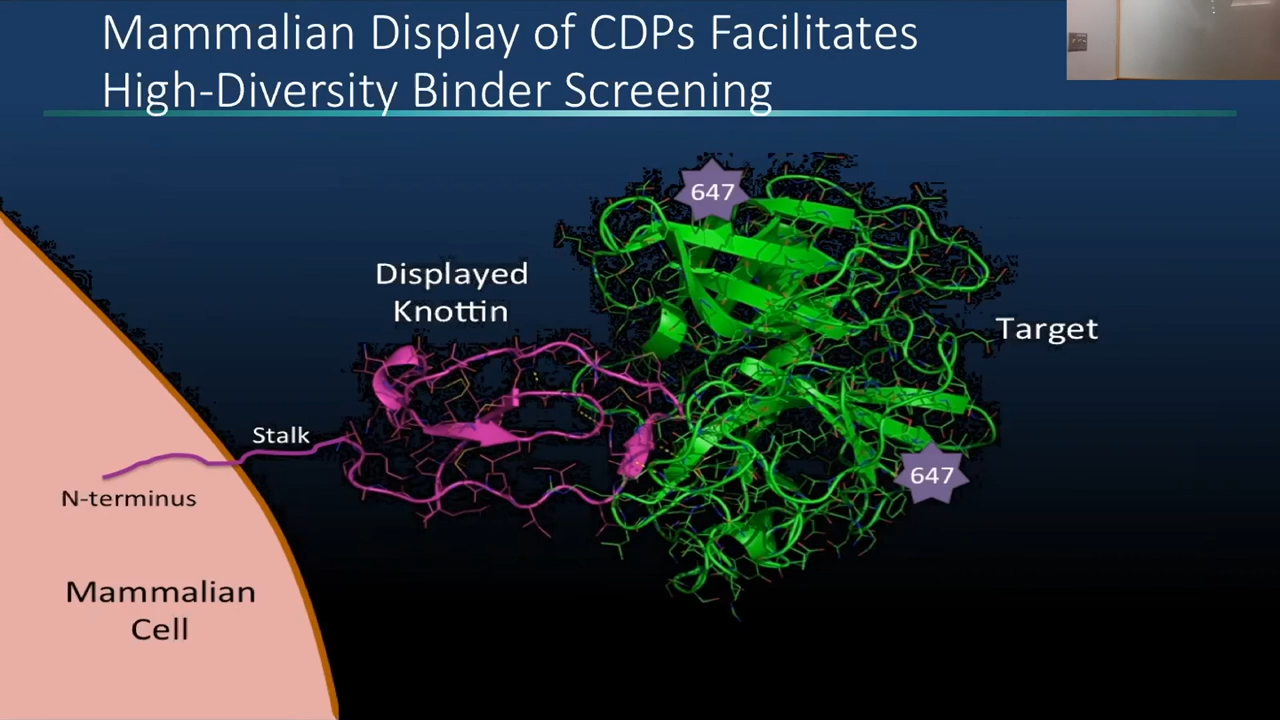 Mammalian Display of CDPs Facilitates
High-Diversity Binder Screening
647
Displayed
Knottin
Target
Stalk
647
N-terminus
Mammalian
Cell